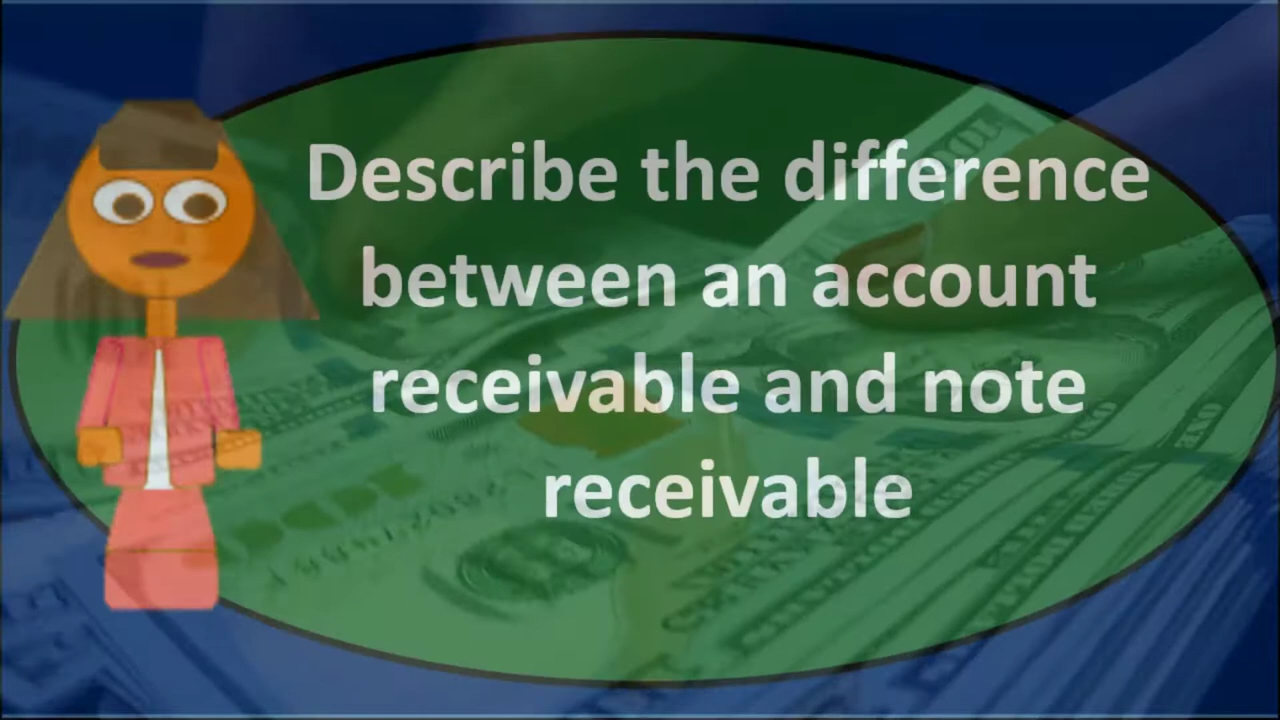 Describe the difference
between an account
receivable and note
receivable